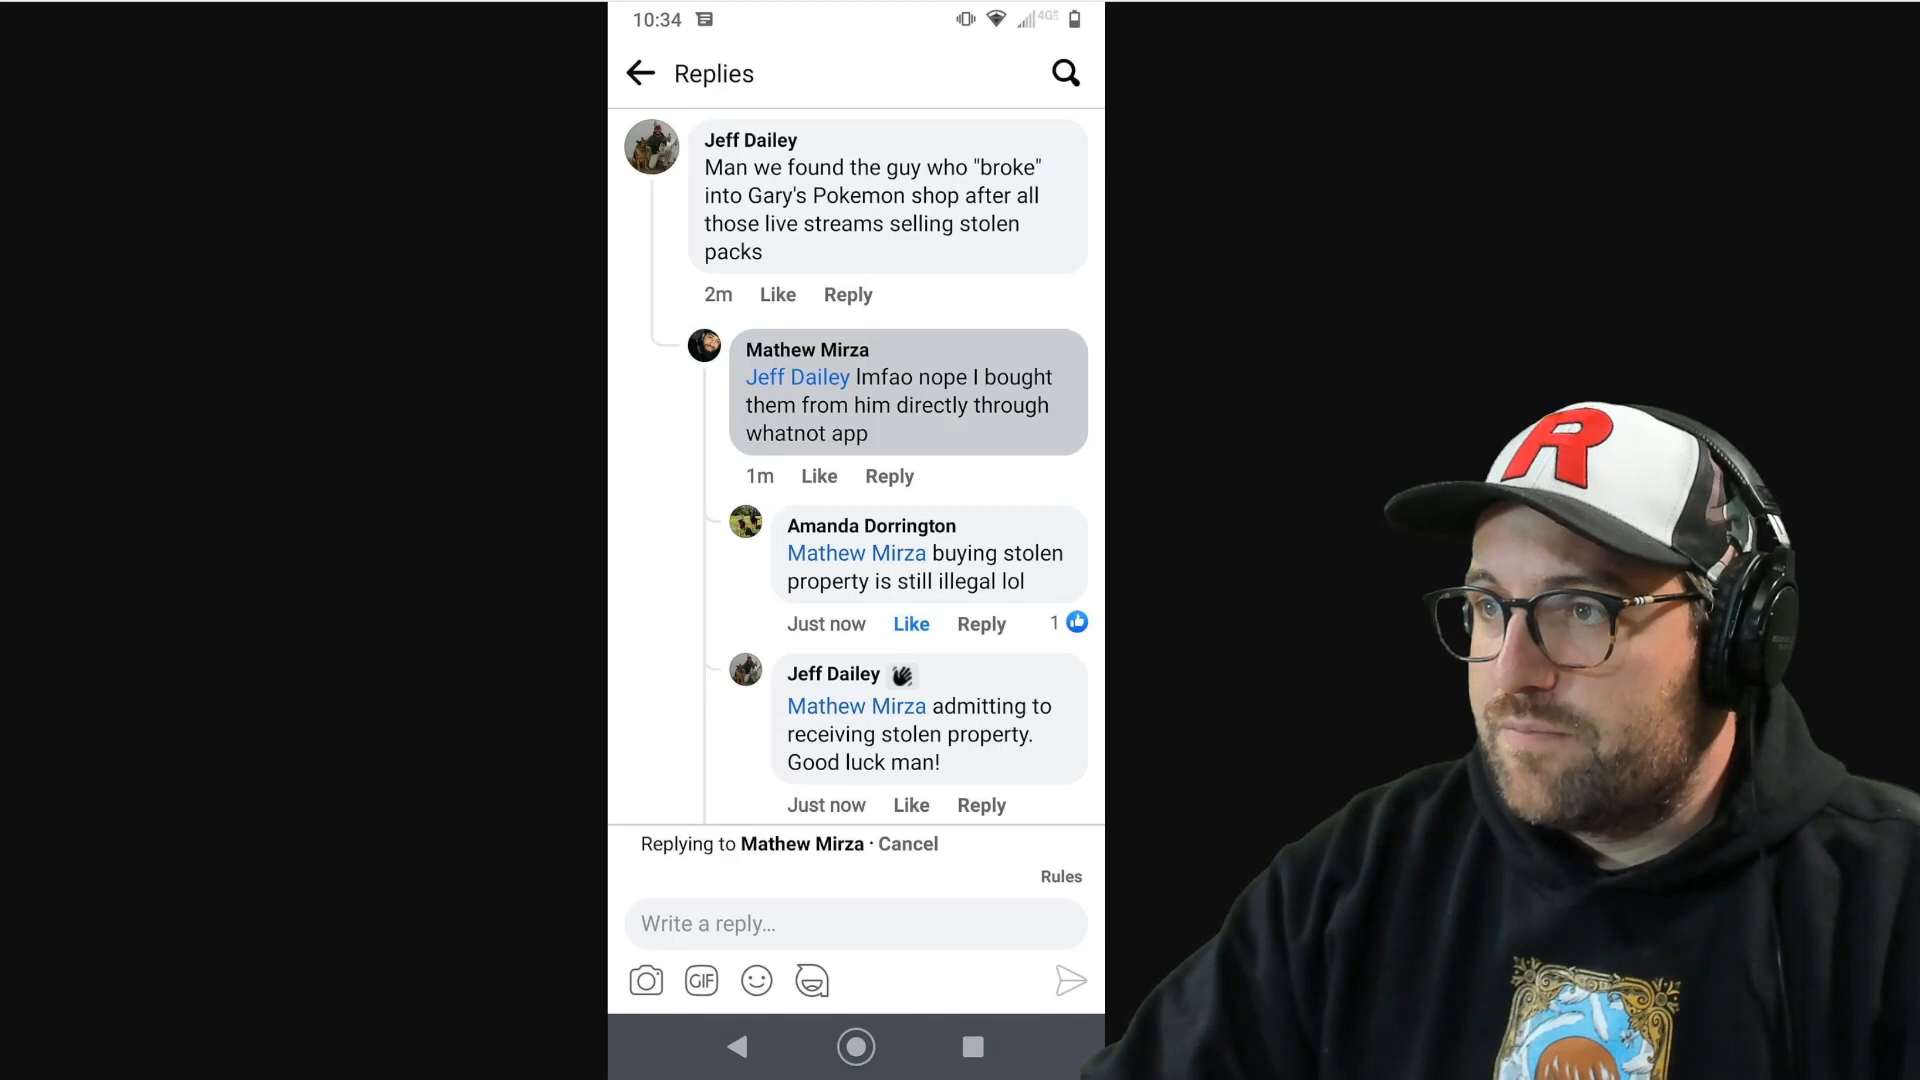 10:34
4GE
Replies
Jeff Dailey
Man we found the guy who "broke"
into Gary's Pokemon shop after all
those live streams selling stolen
packs
2m Like Reply
Mathew Mirza
Jeff Dailey lmfao nope I bought
them from him directly through
whatnot app
1m Like Reply
Amanda Dorrington
Mathew Mirza buying stolen
property is still illegal lol
Just now Like Reply 1
Jeff Dailey
Mathew Mirza admitting to
receiving stolen property.
Good luck man!
Just now Like Reply
Replying to Mathew Mirza · Cancel
Rules
Write a reply...
GIF
R